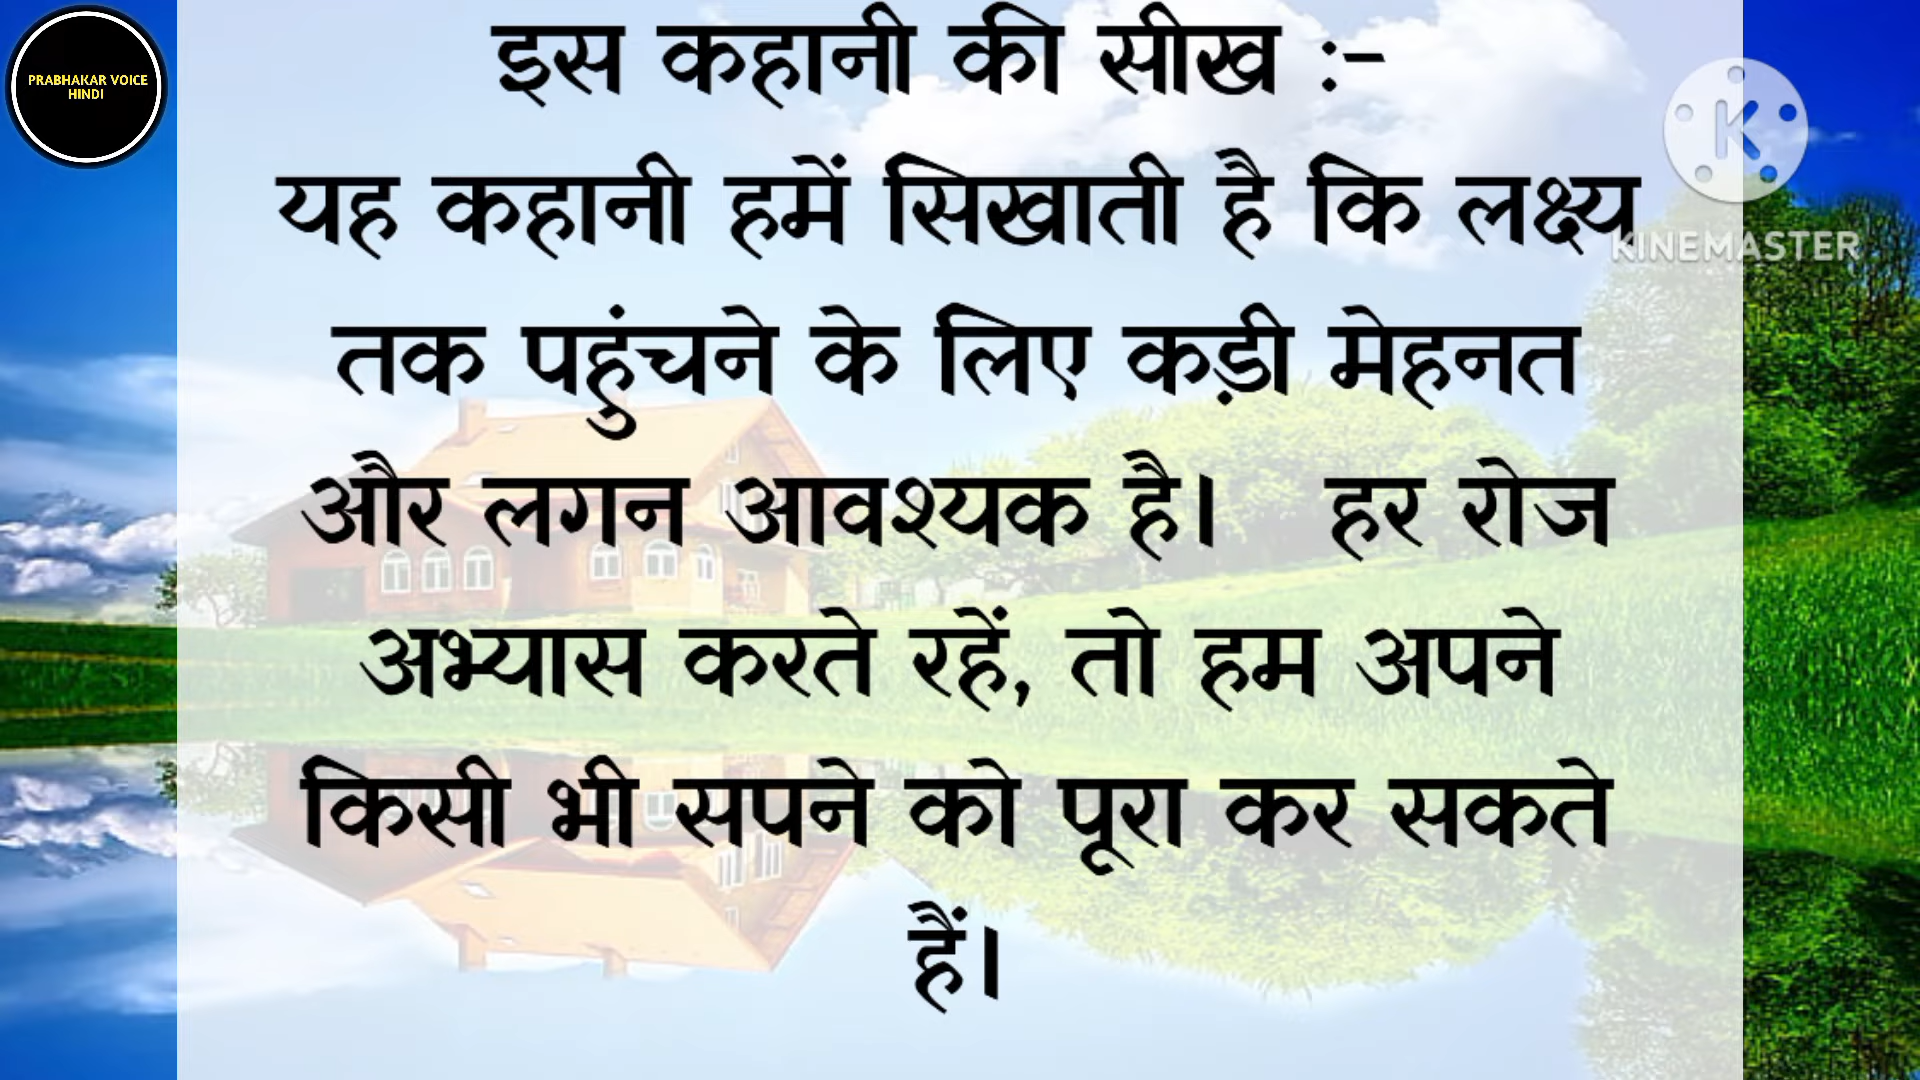 PRABHAKAR VOICE
HINDI
इस कहानी की सीख :-
यह कहानी हमें सिखाती है कि लक्ष्य
KINEMASTER
तक पहुंचने के लिए कड़ी मेहनत
और लगन आवश्यक है। हर रोज
अभ्यास करते रहें, तो हम अपने
किसी भी सपने को पूरा कर सकते
हैं।